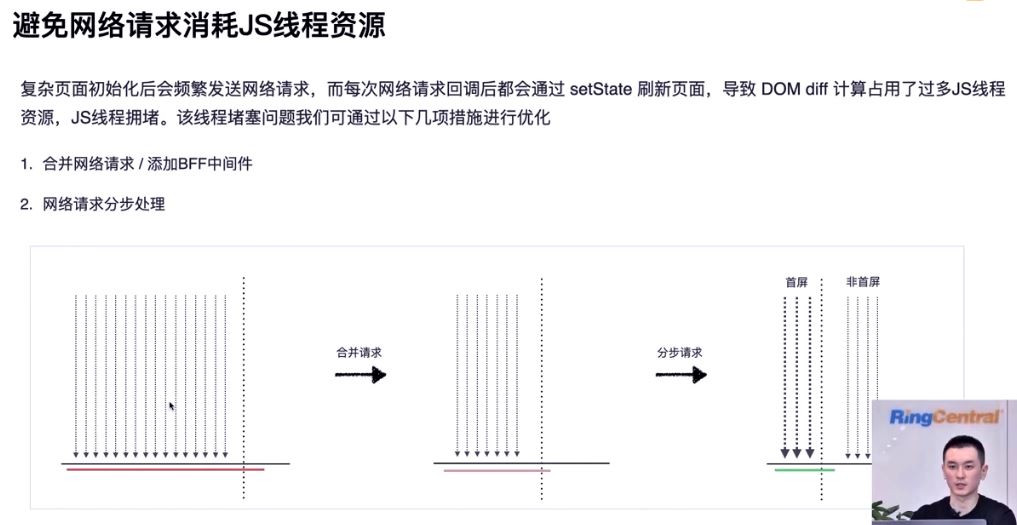 避免网络请求消耗JS线程资源
复杂页面初始化后会频繁发送网络请求，而每次网络请求回调后都会通过 setState 刷新页面，导致 DOM diff 计算占用了过多JS线程
资源，JS线程拥堵。该线程堵塞问题我们可通过以下几项措施进行优化
1. 合并网络请求 / 添加BFF中间件
2. 网络请求分步处理
首屏 非首屏
合并请求 分步请求
RingCentral